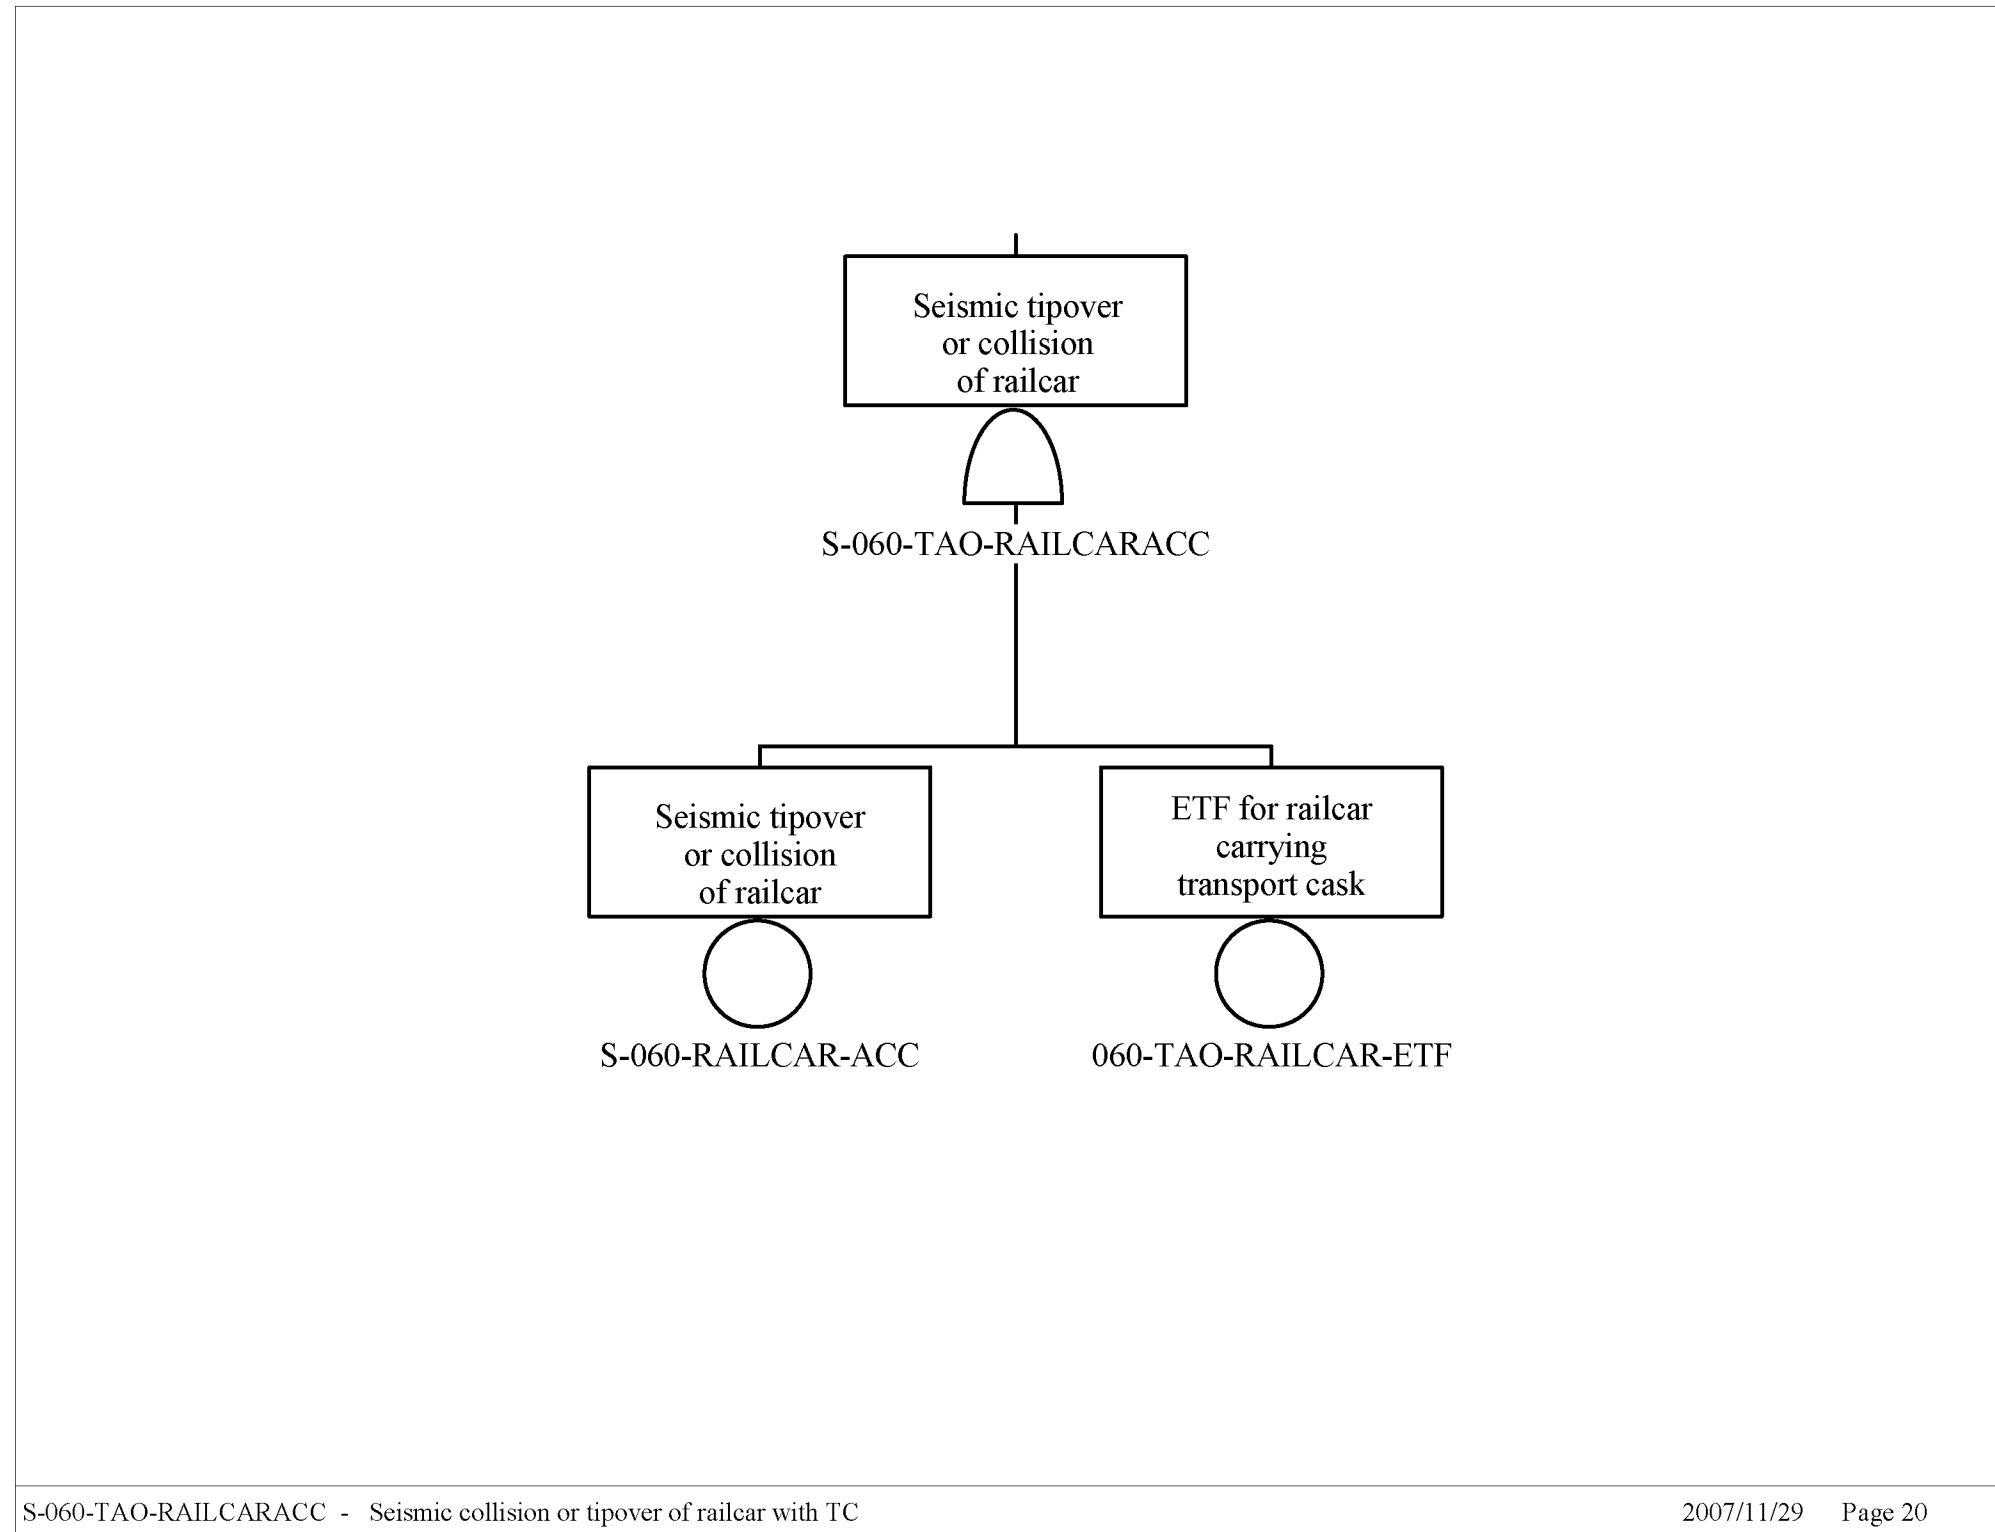 Seismic tipover
or collision
of railcar
S-060-TAO-RAILCARACC
Seismic tipover
or collision
of railcar
S-060-RAILCAR-ACC
ETF for railcar
carrying
transport cask
060-TAO-RAILCAR-ETF
S-060-TAO-RAILCARACC - Seismic collision or tipover of railcar with TC
2007/11/29 Page 20